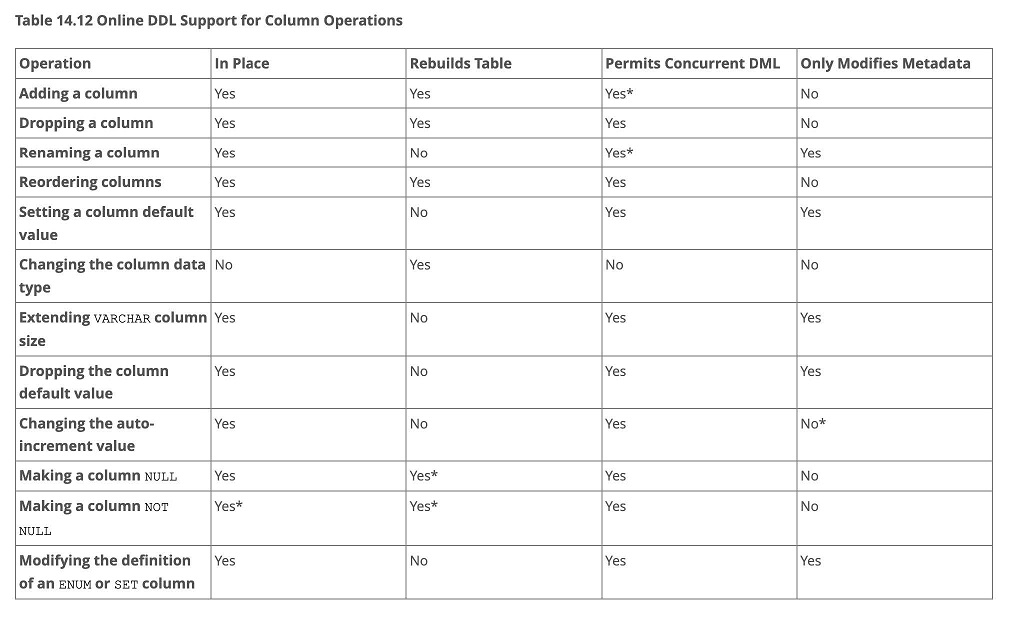 Table 14.12 Online DDL Support for Column Operations
Operation In Place Rebuilds Table Permits Concurrent DML Only Modifies Metadata
Adding a column Yes Yes Yes* No
Dropping a column Yes Yes Yes No
Renaming a column Yes No Yes* Yes
Reordering columns Yes Yes Yes No
Setting a column default Yes No Yes Yes
value
Changing the column data No Yes No No
type
Extending VARCHAR column Yes No Yes Yes
size
Dropping the column Yes No Yes Yes
default value
Changing the auto- Yes No Yes No*
increment value
Making a column NULL Yes Yes* Yes No
Making a column NOT Yes* Yes* Yes No
NULL
Modifying the definition Yes No Yes Yes
of an ENUM or SET column